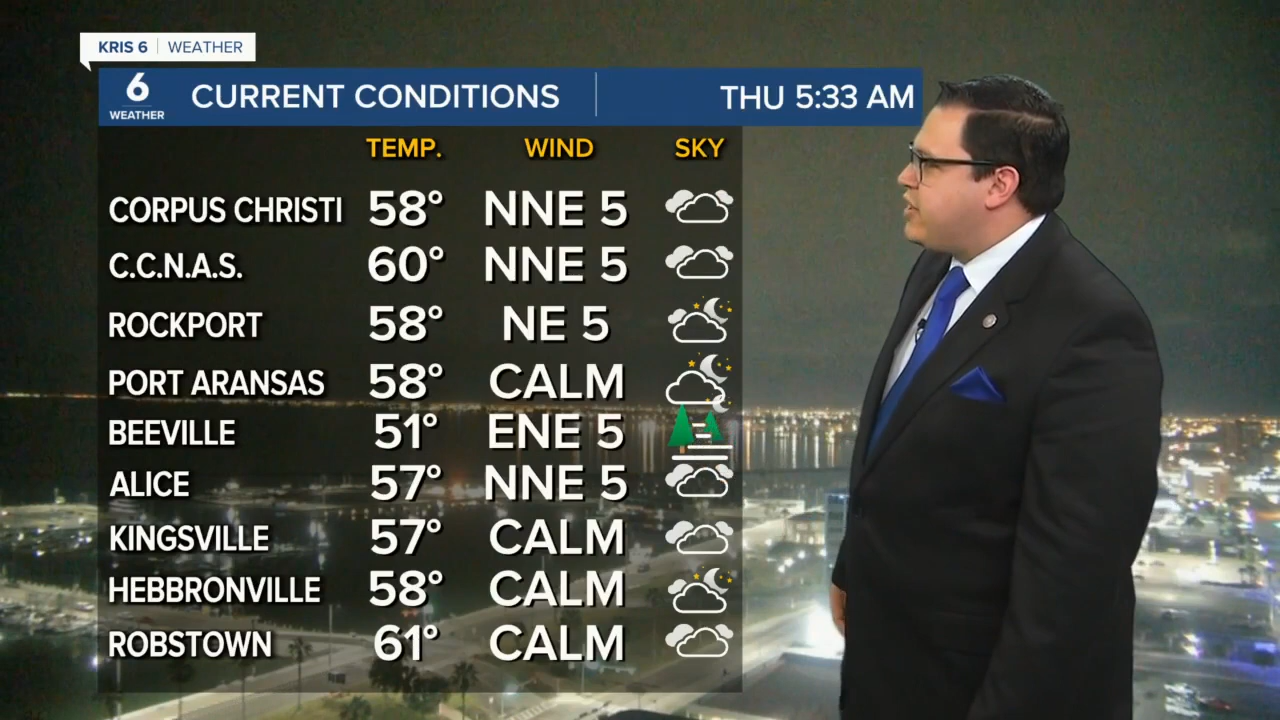 KRIS 6 | WEATHER
6
WEATHER
CURRENT CONDITIONS
THU 5:33 AM
TEMP. WIND SKY
CORPUS CHRISTI 58° NNE 5
C.C.N.A.S. 60° NNE 5
ROCKPORT 58° NE 5
PORT ARANSAS 58° CALM
BEEVILLE 51° ENE 5
ALICE 57° NNE 5
KINGSVILLE 57° CALM
HEBBRONVILLE 58° CALM
ROBSTOWN 61° CALM